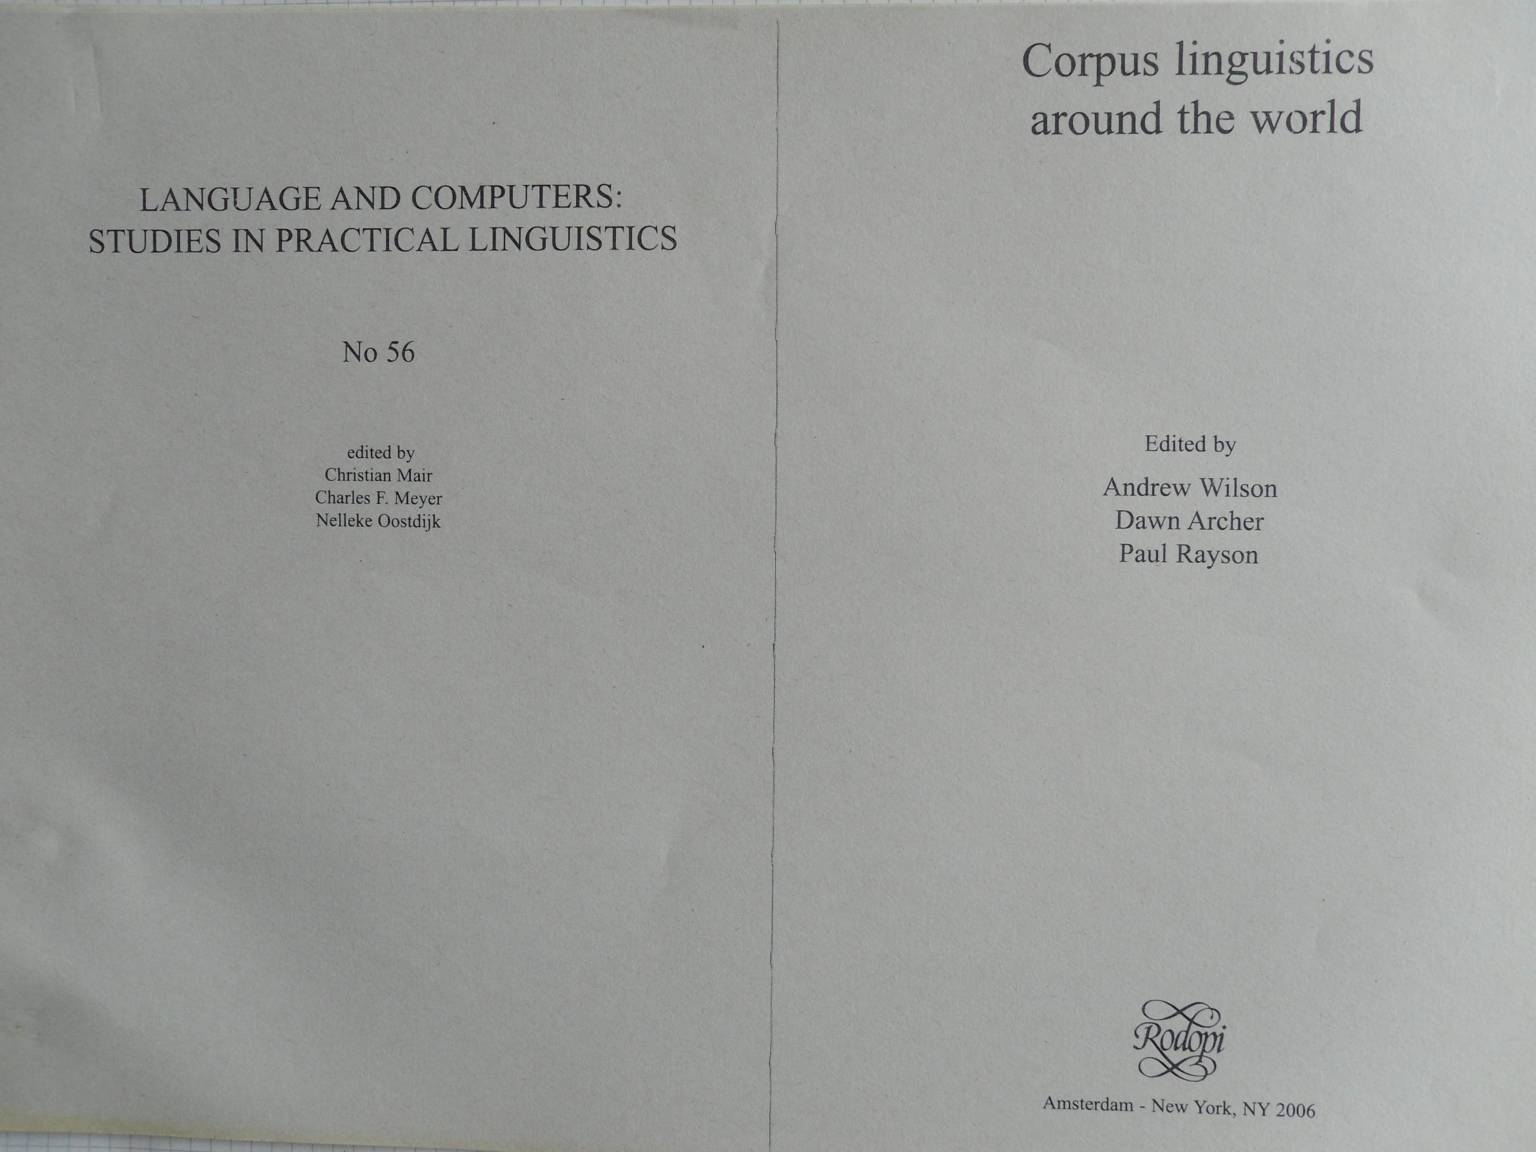 LANGUAGE AND COMPUTERS:
STUDIES IN PRACTICAL LINGUISTICS
No 56
edited by
Christian Mair
Charles F. Meyer
Nelleke Oostdijk
Corpus linguistics
around the world
Edited by
Andrew Wilson
Dawn Archer
Paul Rayson
Rodopi
Amsterdam - New York, NY 2006